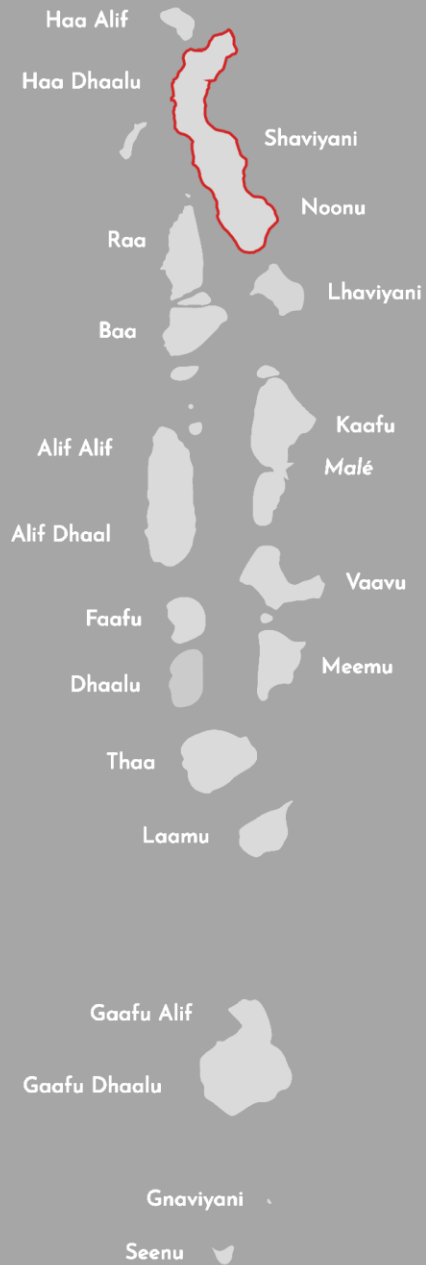 Haa Alif
Haa Dhaalu
Shaviyani
Noonu
Raa
Lhaviyani
Baa
Kaafu
Alif Alif
Malé
Alif Dhaal
Vaavu
Faafu
Meemu
Dhaalu
Thaa
Laamu
Gaafu Alif
Gaafu Dhaalu
Gnaviyani
Seenu